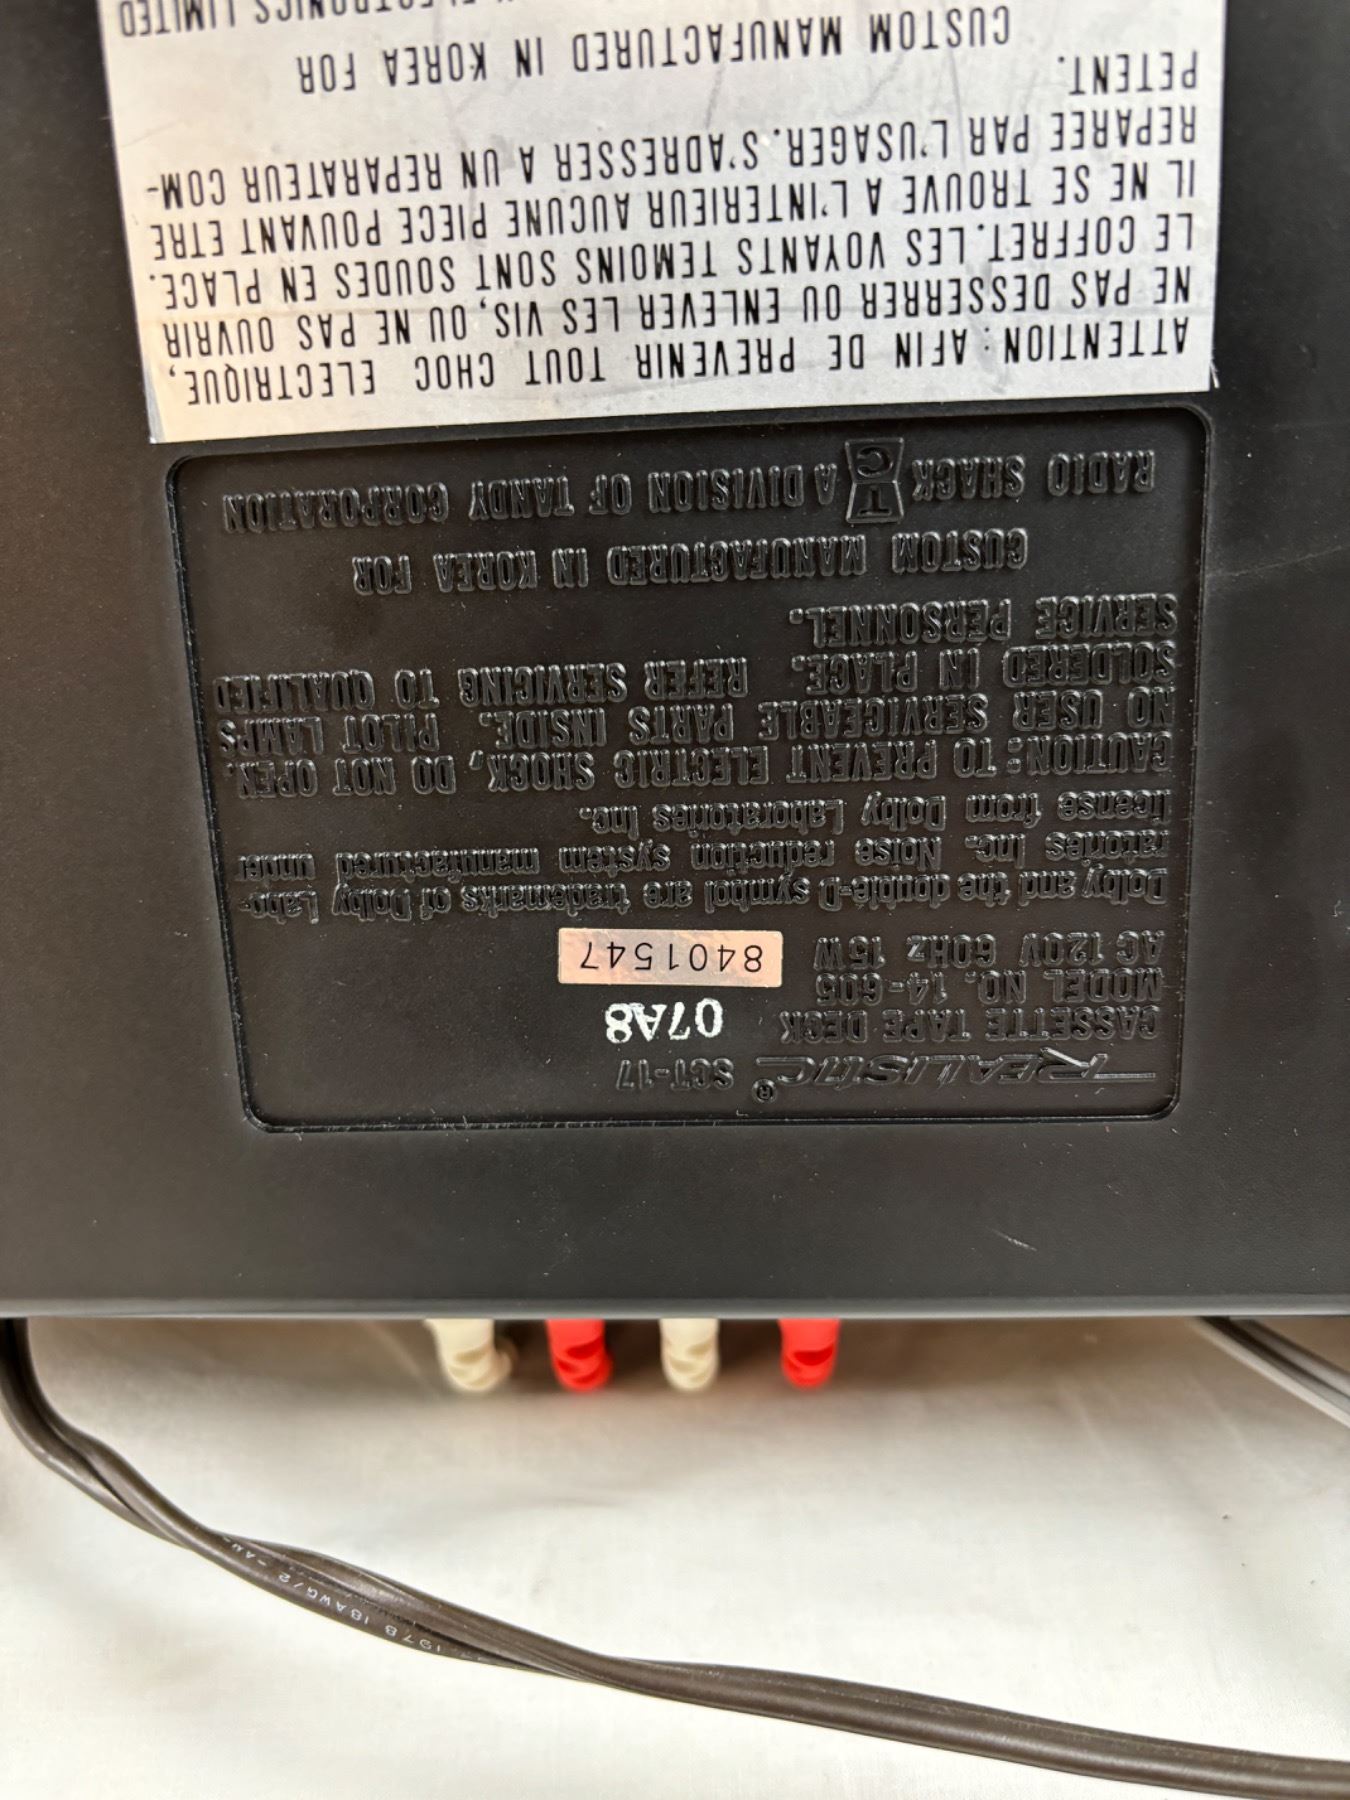 REALISTIC® SCT-17
CASSETTE TAPE DECK 07A8
MODEL NO. 14-605
AC 120V 60Hz 15W 8401547
Dolby and the double-D symbol are trademarks of Dolby Labo-
ratories Inc. Noise reduction system manufactured under
license from Dolby Laboratories Inc.
CAUTION: TO PREVENT ELECTRIC SHOCK, DO NOT OPEN.
NO USER SERVICEABLE PARTS INSIDE. PILOT LAMPS
SOLDERED IN PLACE. REFER SERVICING TO QUALIFIED
SERVICE PERSONNEL.
CUSTOM MANUFACTURED IN KOREA FOR
RADIO SHACK TC A DIVISION OF TANDY CORPORATION
ATTENTION: AFIN DE PREVENIR TOUT CHOC ELECTRIQUE,
NE PAS DESSERRER OU ENLEVER LES VIS, OU NE PAS OUVRIR
LE COFFRET. LES VOYANTS TEMOINS SONT SOUDES EN PLACE.
IL NE SE TROUVE A L'INTERIEUR AUCUNE PIECE POUVANT ETRE
REPAREE PAR L'USAGER. S'ADRESSER A UN REPARATEUR COM-
PETENT.
CUSTOM MANUFACTURED IN KOREA FOR
ELECTRONICS LIMITED
1978 18AWG/2